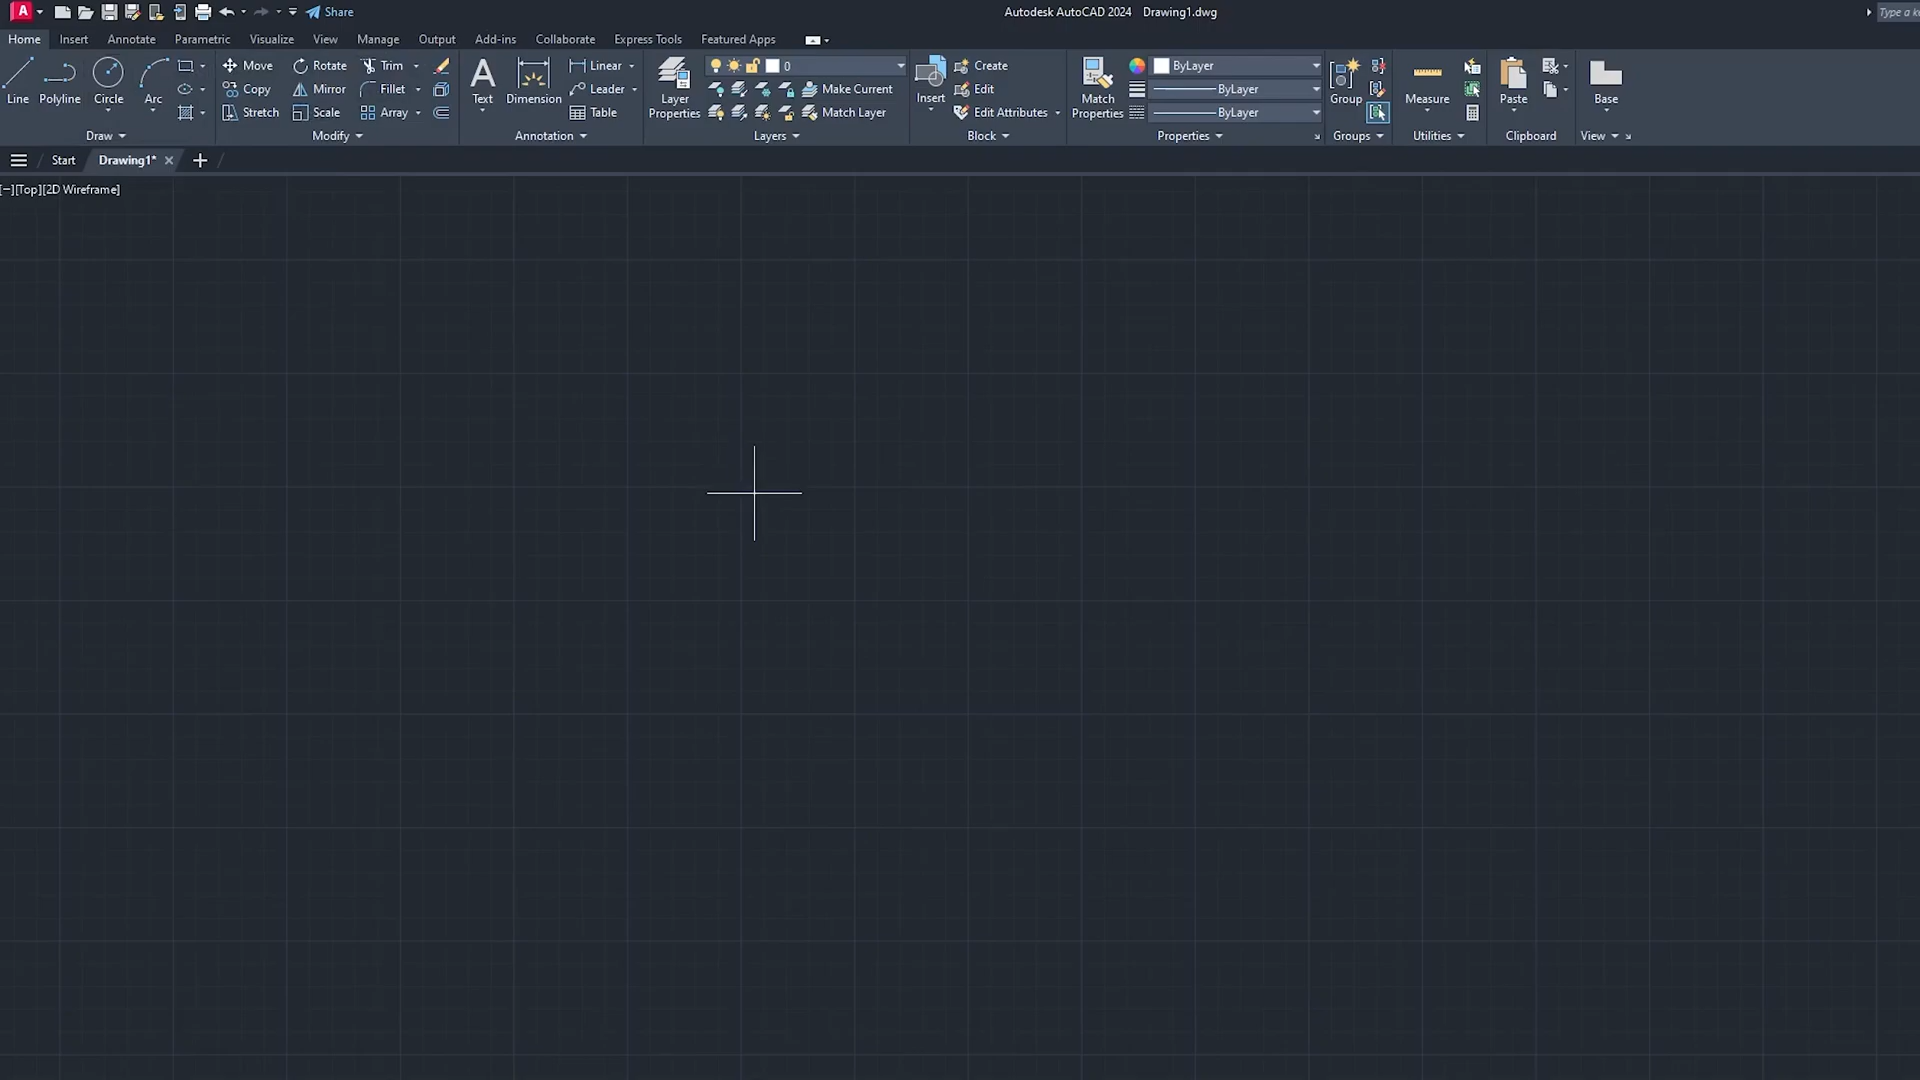 A Share Autodesk AutoCAD 2024 Drawing1.dwg Type a k
Home Insert Annotate Parametric Visualize View Manage Output Add-ins Collaborate Express Tools Featured Apps
Line Polyline Circle Arc
Draw
Move Rotate Trim
Copy Mirror Fillet
Stretch Scale Array
Modify
A Text Dimension
Linear
Leader
Table
Annotation
Layer Properties
0
Make Current
Match Layer
Layers
Insert
Create
Edit
Edit Attributes
Block
Match Properties
ByLayer
ByLayer
ByLayer
Properties
Group
Groups
Measure
Utilities
Paste
Clipboard
Base
View
Start Drawing1*
[−][Top][2D Wireframe]